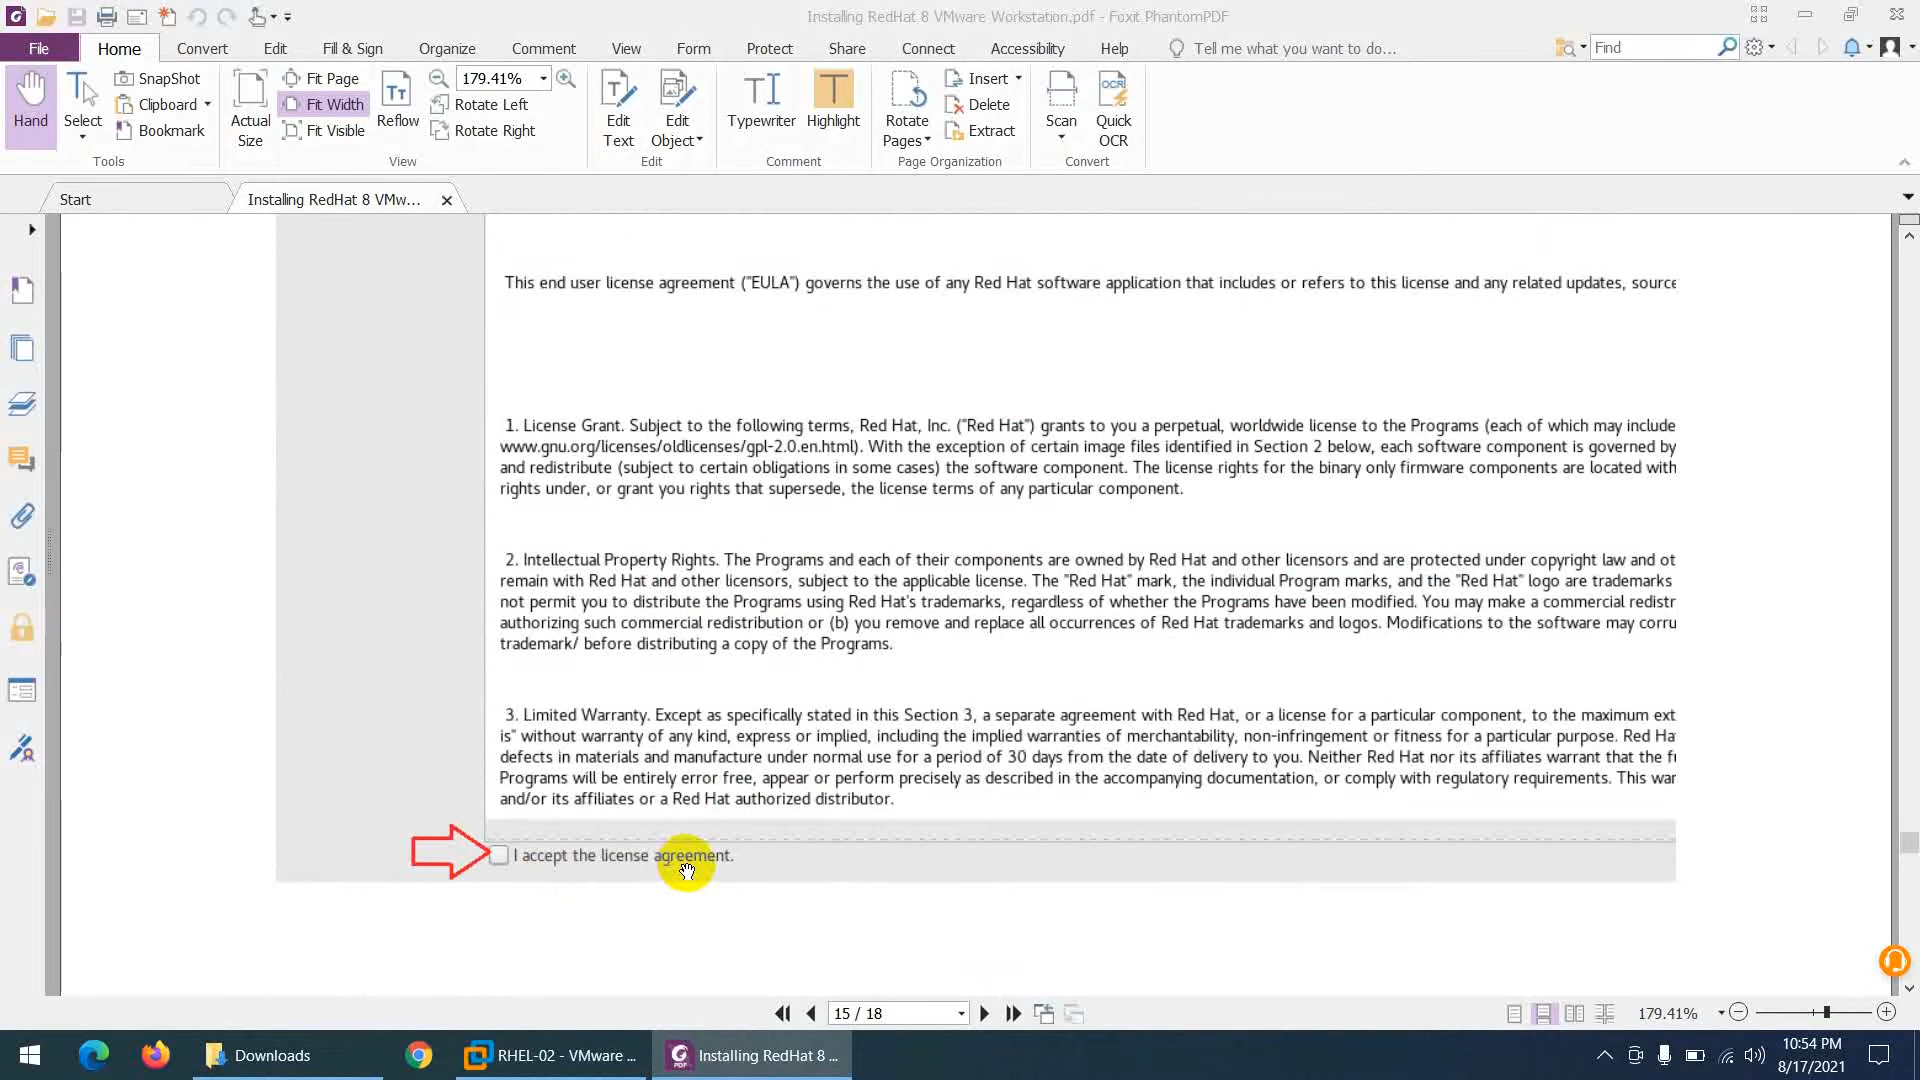 Installing RedHat 8 VMware Workstation.pdf - Foxit PhantomPDF
File Home Convert Edit Fill & Sign Organize Comment View Form Protect Share Connect Accessibility Help Tell me what you want to do... Find
Hand
Select
SnapShot
Clipboard
Bookmark
Tools
Actual
Size
Fit Page
Fit Width
Fit Visible
Reflow
179.41%
Rotate Left
Rotate Right
View
Edit
Text
Edit
Object
Edit
Typewriter
Highlight
Comment
Rotate
Pages
Insert
Delete
Extract
Page Organization
Scan
OCR
Quick
OCR
Convert
Start
Installing RedHat 8 VMw...
This end user license agreement ("EULA") governs the use of any Red Hat software application that includes or refers to this license and any related updates, source
1. License Grant. Subject to the following terms, Red Hat, Inc. ("Red Hat") grants to you a perpetual, worldwide license to the Programs (each of which may include
www.gnu.org/licenses/oldlicenses/gpl-2.0.en.html). With the exception of certain image files identified in Section 2 below, each software component is governed by
and redistribute (subject to certain obligations in some cases) the software component. The license rights for the binary only firmware components are located with
rights under, or grant you rights that supersede, the license terms of any particular component.
2. Intellectual Property Rights. The Programs and each of their components are owned by Red Hat and other licensors and are protected under copyright law and ot
remain with Red Hat and other licensors, subject to the applicable license. The "Red Hat" mark, the individual Program marks, and the "Red Hat" logo are trademarks
not permit you to distribute the Programs using Red Hat's trademarks, regardless of whether the Programs have been modified. You may make a commercial redistr
authorizing such commercial redistribution or (b) you remove and replace all occurrences of Red Hat trademarks and logos. Modifications to the software may corru
trademark/ before distributing a copy of the Programs.
3. Limited Warranty. Except as specifically stated in this Section 3, a separate agreement with Red Hat, or a license for a particular component, to the maximum ext
is" without warranty of any kind, express or implied, including the implied warranties of merchantability, non-infringement or fitness for a particular purpose. Red Ha
defects in materials and manufacture under normal use for a period of 30 days from the date of delivery to you. Neither Red Hat nor its affiliates warrant that the fu
Programs will be entirely error free, appear or perform precisely as described in the accompanying documentation, or comply with regulatory requirements. This war
and/or its affiliates or a Red Hat authorized distributor.
I accept the license agreement.
15 / 18
179.41%
Downloads
RHEL-02 - VMware ...
PDF
Installing RedHat 8 ...
10:54 PM
8/17/2021